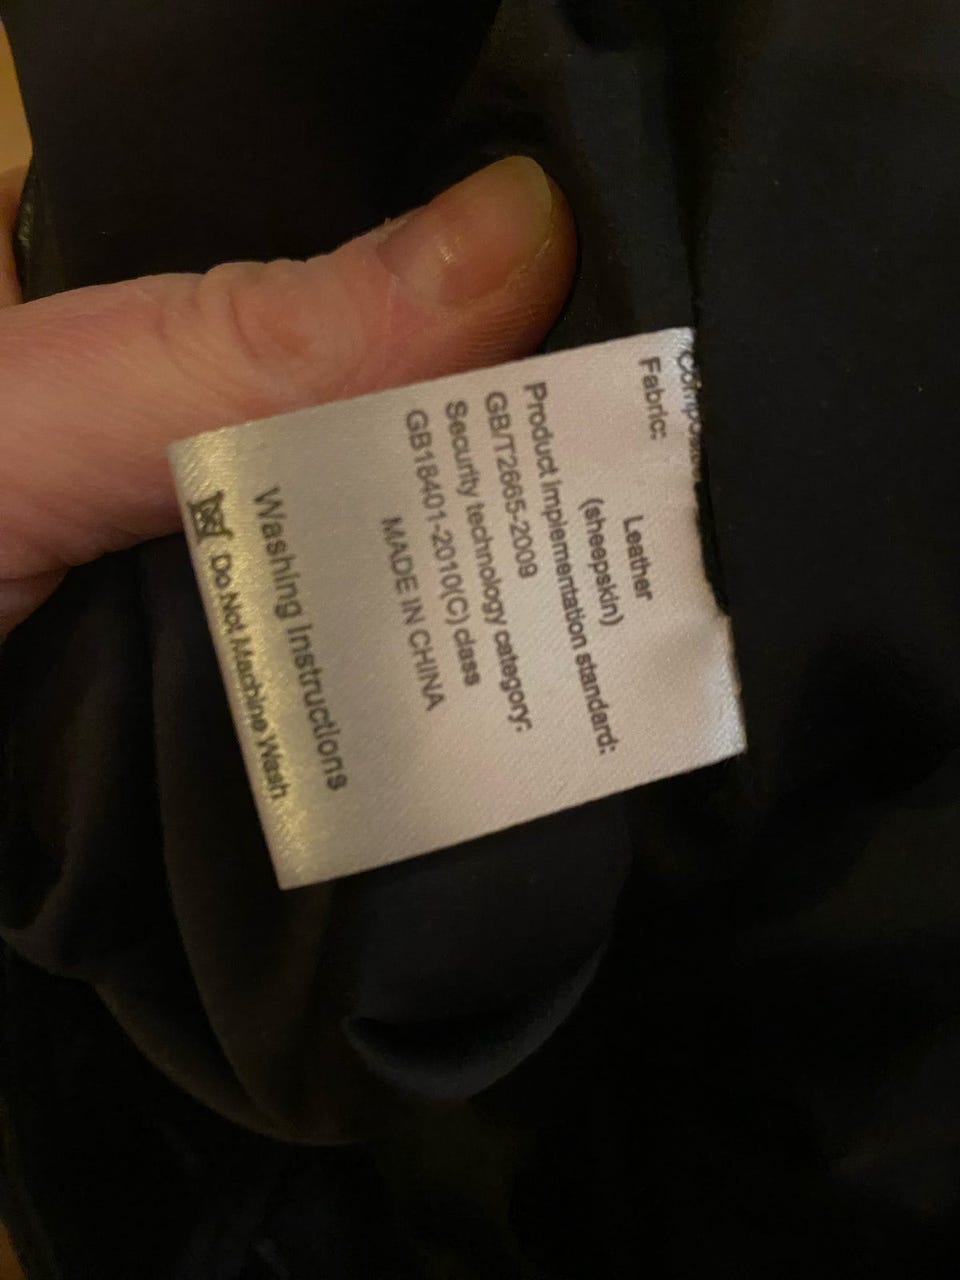 Fabric: Leather
(sheepskin)
Product implementation standard:
GB/T2665-2009
Security technology category:
GB18401-2010(C) class
MADE IN CHINA
Washing Instructions
Do Not Machine Wash